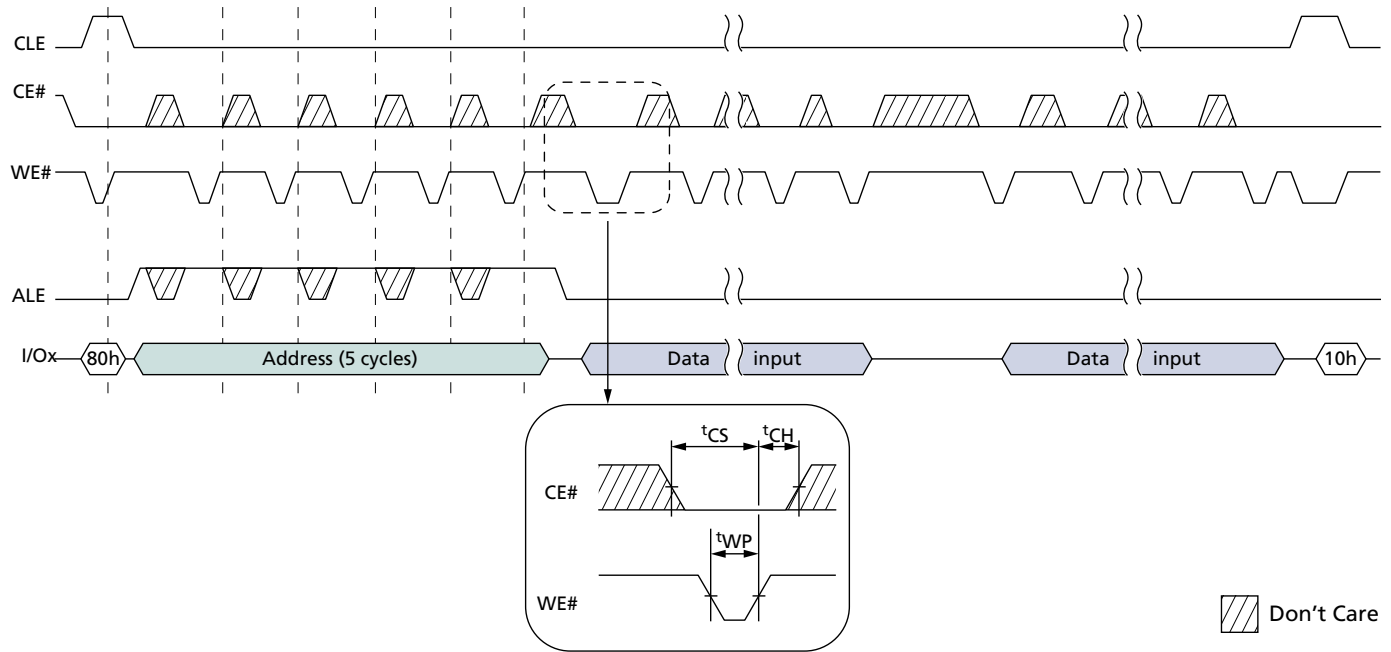 CLE
CE#
WE#
ALE
I/Ox 80h Address (5 cycles) Data input Data input 10h
tCS tCH
CE#
tWP
WE#
Don't Care